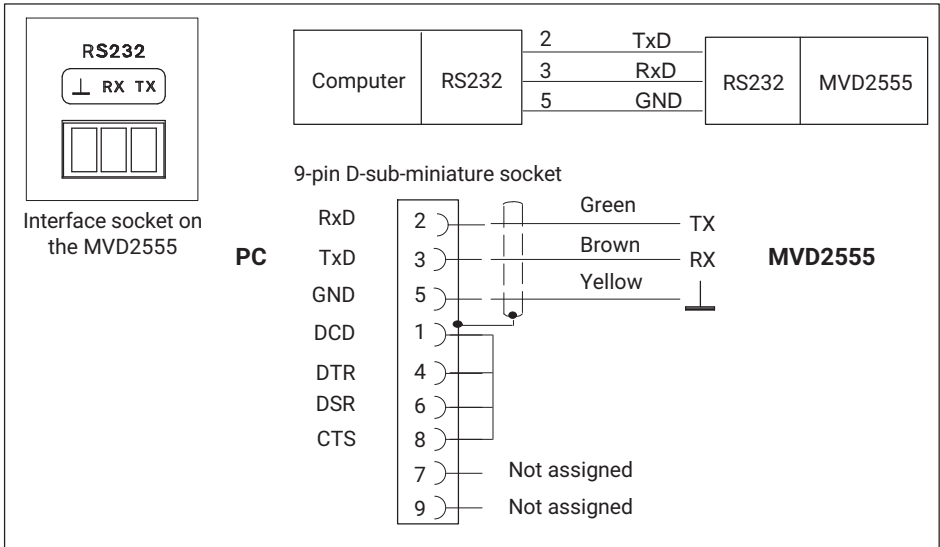 RS232
⊥ RX TX
Interface socket on
the MVD2555
Computer RS232 2 TxD RS232 MVD2555
3 RxD
5 GND
9-pin D-sub-miniature socket
PC
MVD2555
RxD 2 Green TX
TxD 3 Brown RX
GND 5 Yellow
DCD 1
DTR 4
DSR 6
CTS 8
7 Not assigned
9 Not assigned